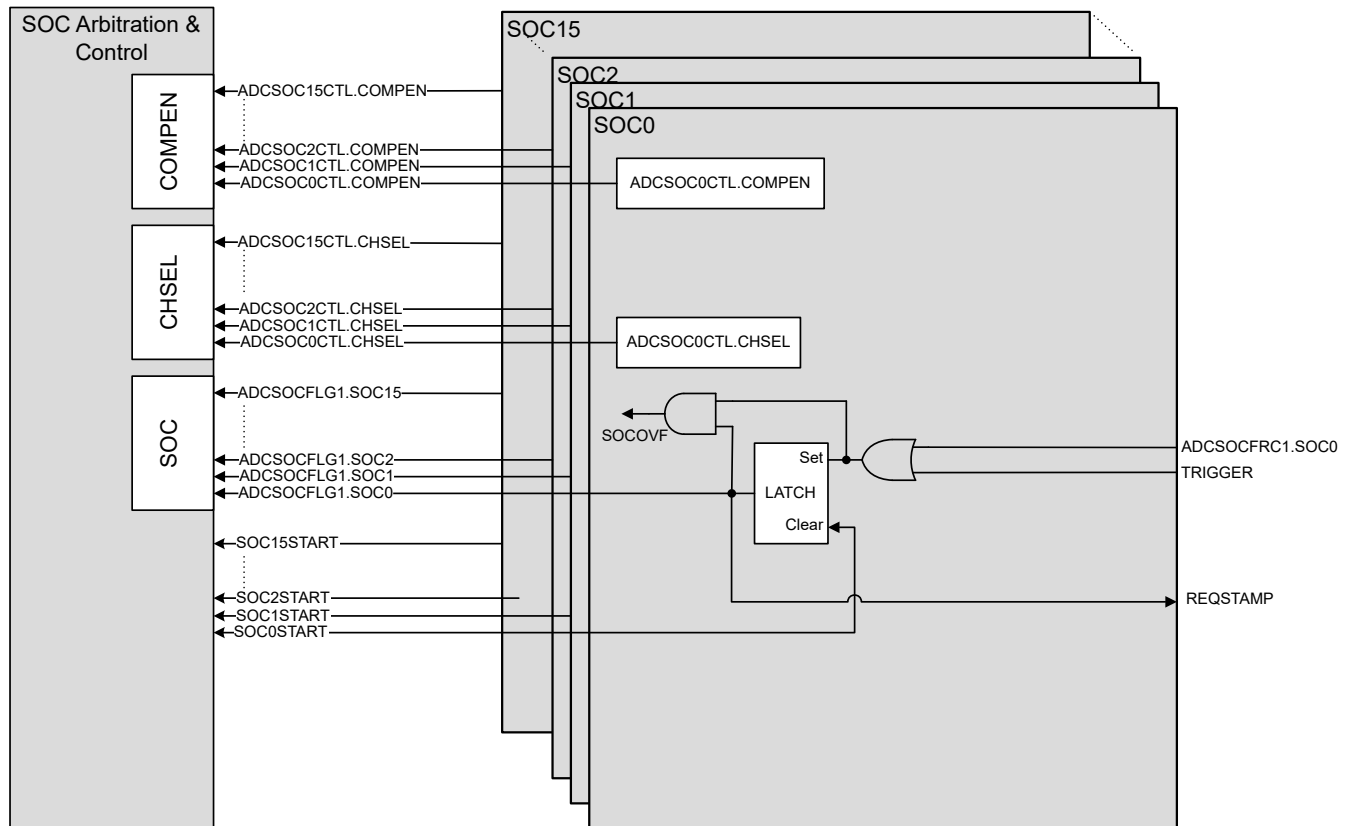 SOC Arbitration &
Control
COMPEN
CHSEL
SOC
ADCSOC15CTL.COMPEN
ADCSOC2CTL.COMPEN
ADCSOC1CTL.COMPEN
ADCSOC0CTL.COMPEN
ADCSOC15CTL.CHSEL
ADCSOC2CTL.CHSEL
ADCSOC1CTL.CHSEL
ADCSOC0CTL.CHSEL
ADCSOCFLG1.SOC15
ADCSOCFLG1.SOC2
ADCSOCFLG1.SOC1
ADCSOCFLG1.SOC0
SOC15START
SOC2START
SOC1START
SOC0START
SOC15
SOC2
SOC1
SOC0
ADCSOC0CTL.COMPEN
ADCSOC0CTL.CHSEL
SOCOVF
Set
LATCH
Clear
ADCSOCFRC1.SOC0
TRIGGER
REQSTAMP